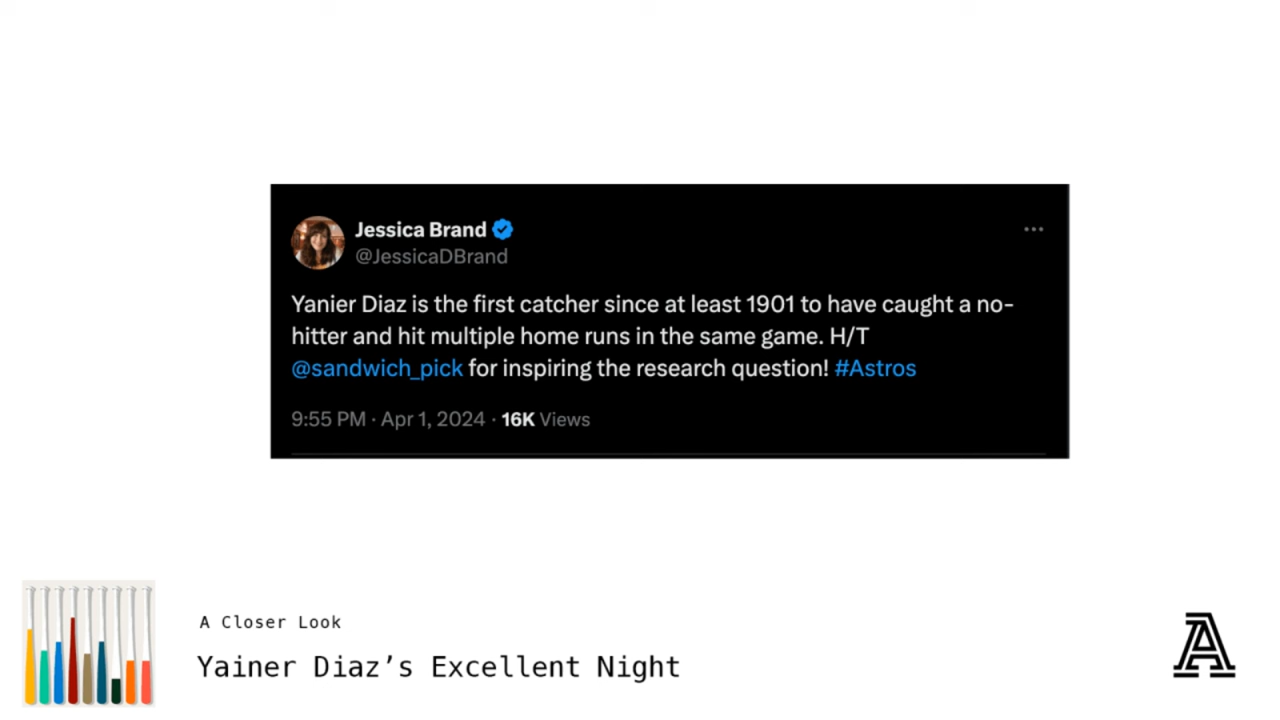 Jessica Brand
@JessicaDBrand
Yanier Diaz is the first catcher since at least 1901 to have caught a no-
hitter and hit multiple home runs in the same game. H/T
@sandwich_pick for inspiring the research question! #Astros
9:55 PM · Apr 1, 2024 · 16K Views
A Closer Look
Yainer Diaz’s Excellent Night
A